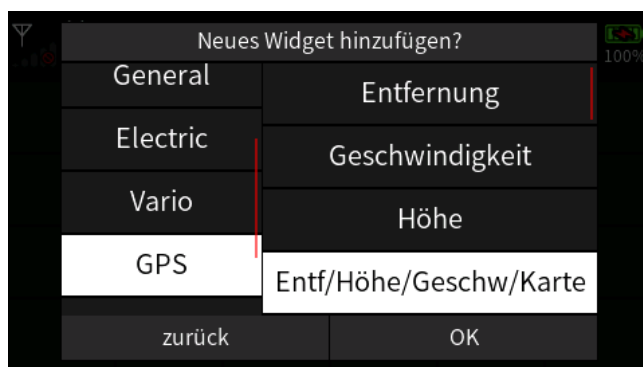 Neues Widget hinzufügen?
100%
General
Electric
Vario
GPS
Entfernung
Geschwindigkeit
Höhe
Entf/Höhe/Geschw/Karte
zurück
OK